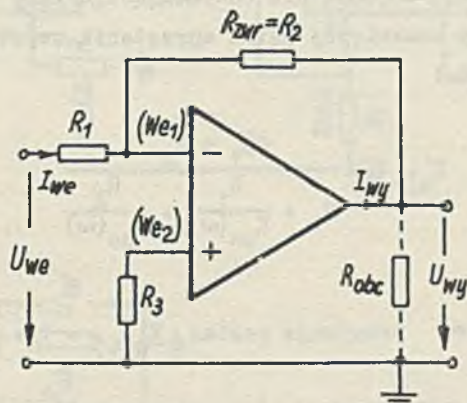 R_zwr = R_2
R_1
(We_1)
−
I_we
I_wy
(We_2)
+
U_we
R_3
R_obc
U_wy